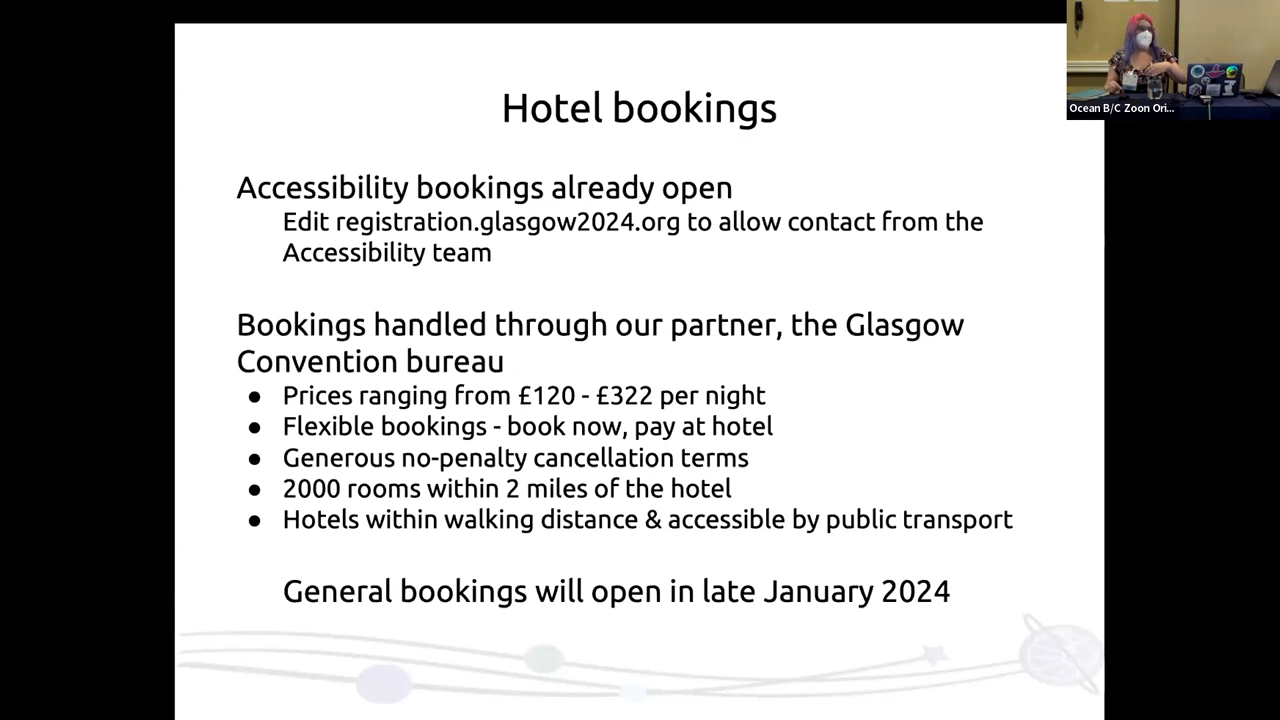 Hotel bookings
Accessibility bookings already open
Edit registration.glasgow2024.org to allow contact from the
Accessibility team
Bookings handled through our partner, the Glasgow
Convention bureau
● Prices ranging from £120 - £322 per night
● Flexible bookings - book now, pay at hotel
● Generous no-penalty cancellation terms
● 2000 rooms within 2 miles of the hotel
● Hotels within walking distance & accessible by public transport
General bookings will open in late January 2024
Ocean B/C Zoon Ori...